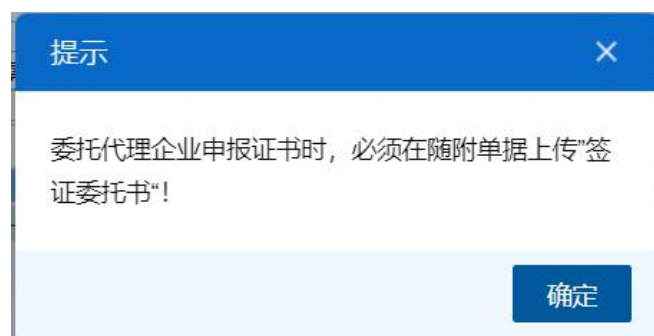 提示
委托代理企业申报证书时，必须在随附单据上传”签
证委托书“！
确定